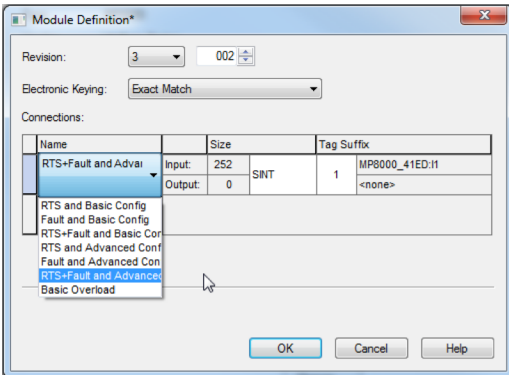 Module Definition*
Revision: 3 002
Electronic Keying: Exact Match
Connections:
Name Size Tag Suffix
RTS+Fault and Advar Input: 252 SINT 1 MP8000_41ED:I1
Output: 0 <none>
RTS and Basic Config
Fault and Basic Config
RTS+Fault and Basic Cor
RTS and Advanced Conf
Fault and Advanced Con
RTS+Fault and Advanced
Basic Overload
OK Cancel Help